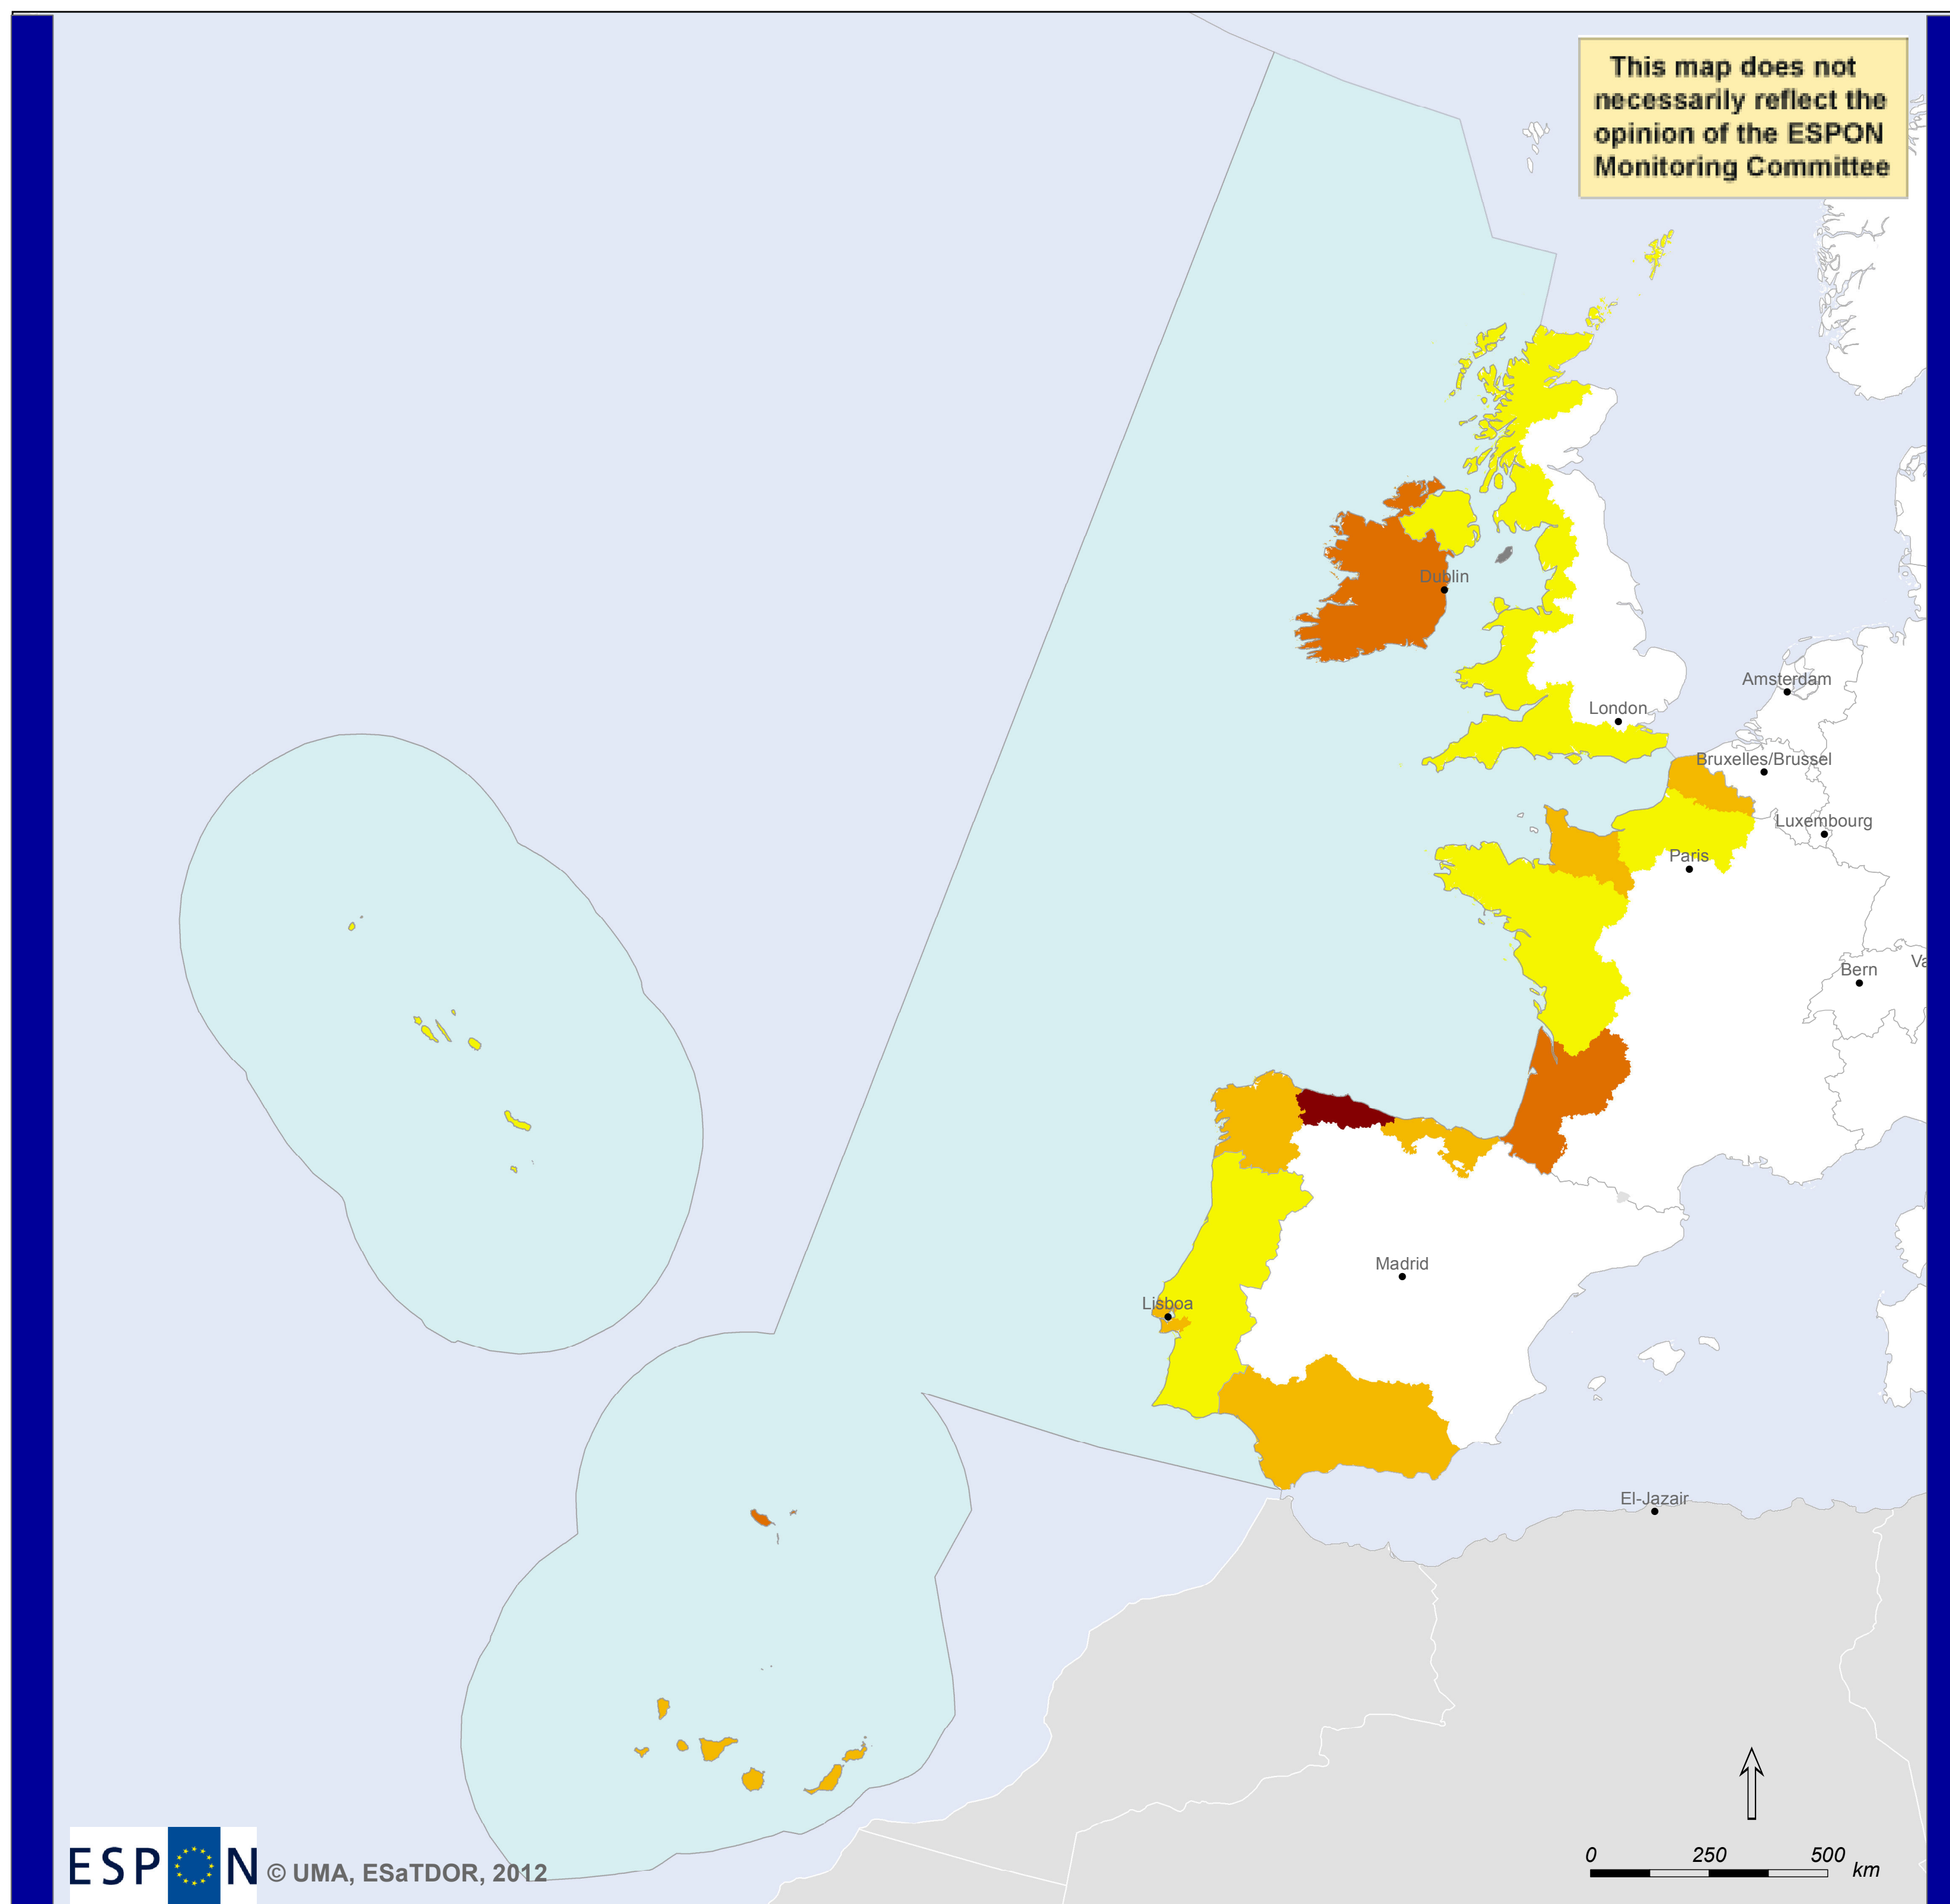 This map does not
necessarily reflect the
opinion of the ESPON
Monitoring Committee
Dublin
Amsterdam
London
Bruxelles/Brussel
Luxembourg
Paris
Bern
Va
Madrid
Lisboa
El-Jazair
0 250 500 km
ESPON © UMA, ESaTDOR, 2012